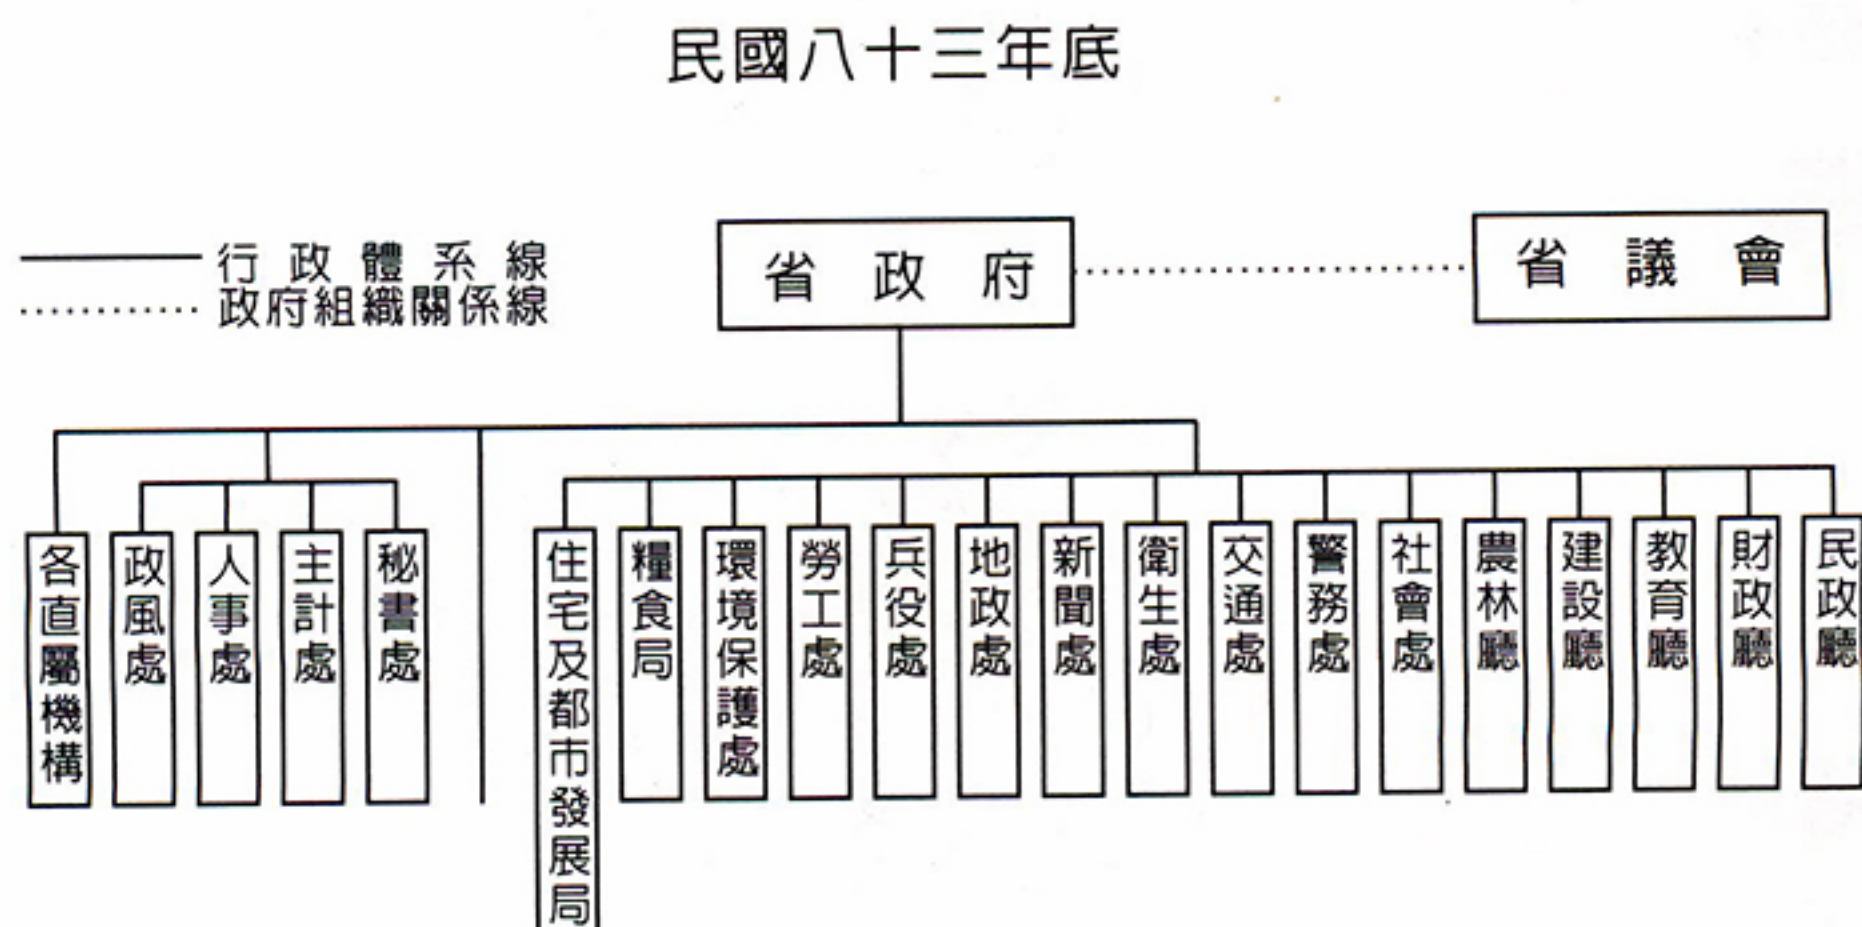 民國八十三年底
行政體系線
政府組織關係線
省政府
省議會
民政廳
財政廳
教育廳
建設廳
農林廳
社會處
警務處
交通處
衛生處
新聞處
地政處
兵役處
勞工處
環境保護處
糧食局
住宅及都市發展局
秘書處
主計處
人事處
政風處
各直屬機構